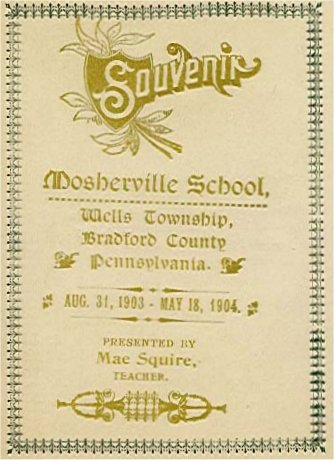 Souvenir
Mosherville School,
Wells Township,
Bradford County
Pennsylvania.
AUG. 31, 1903 - MAY 18, 1904.
PRESENTED BY
Mae Squire,
TEACHER.